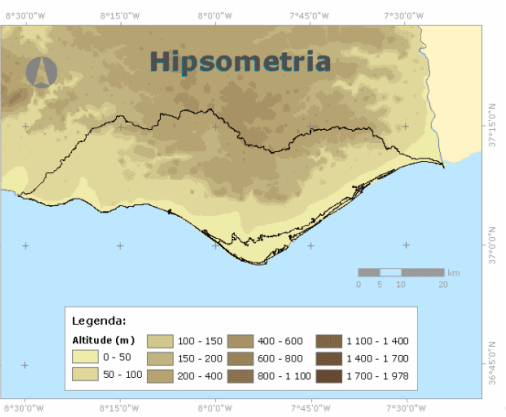 8°30'0"W 8°15'0"W 8°0'0"W 7°45'0"W 7°30'0"W
Hipsometria
37°15'0"N
37°0'0"N
km
0 5 10 20
Legenda:
Altitude (m) 100 - 150 400 - 600 1 100 - 1 400
0 - 50 150 - 200 600 - 800 1 400 - 1 700
50 - 100 200 - 400 800 - 1 100 1 700 - 1 978
36°45'0"N
8°30'0"W 8°15'0"W 8°0'0"W 7°45'0"W 7°30'0"W